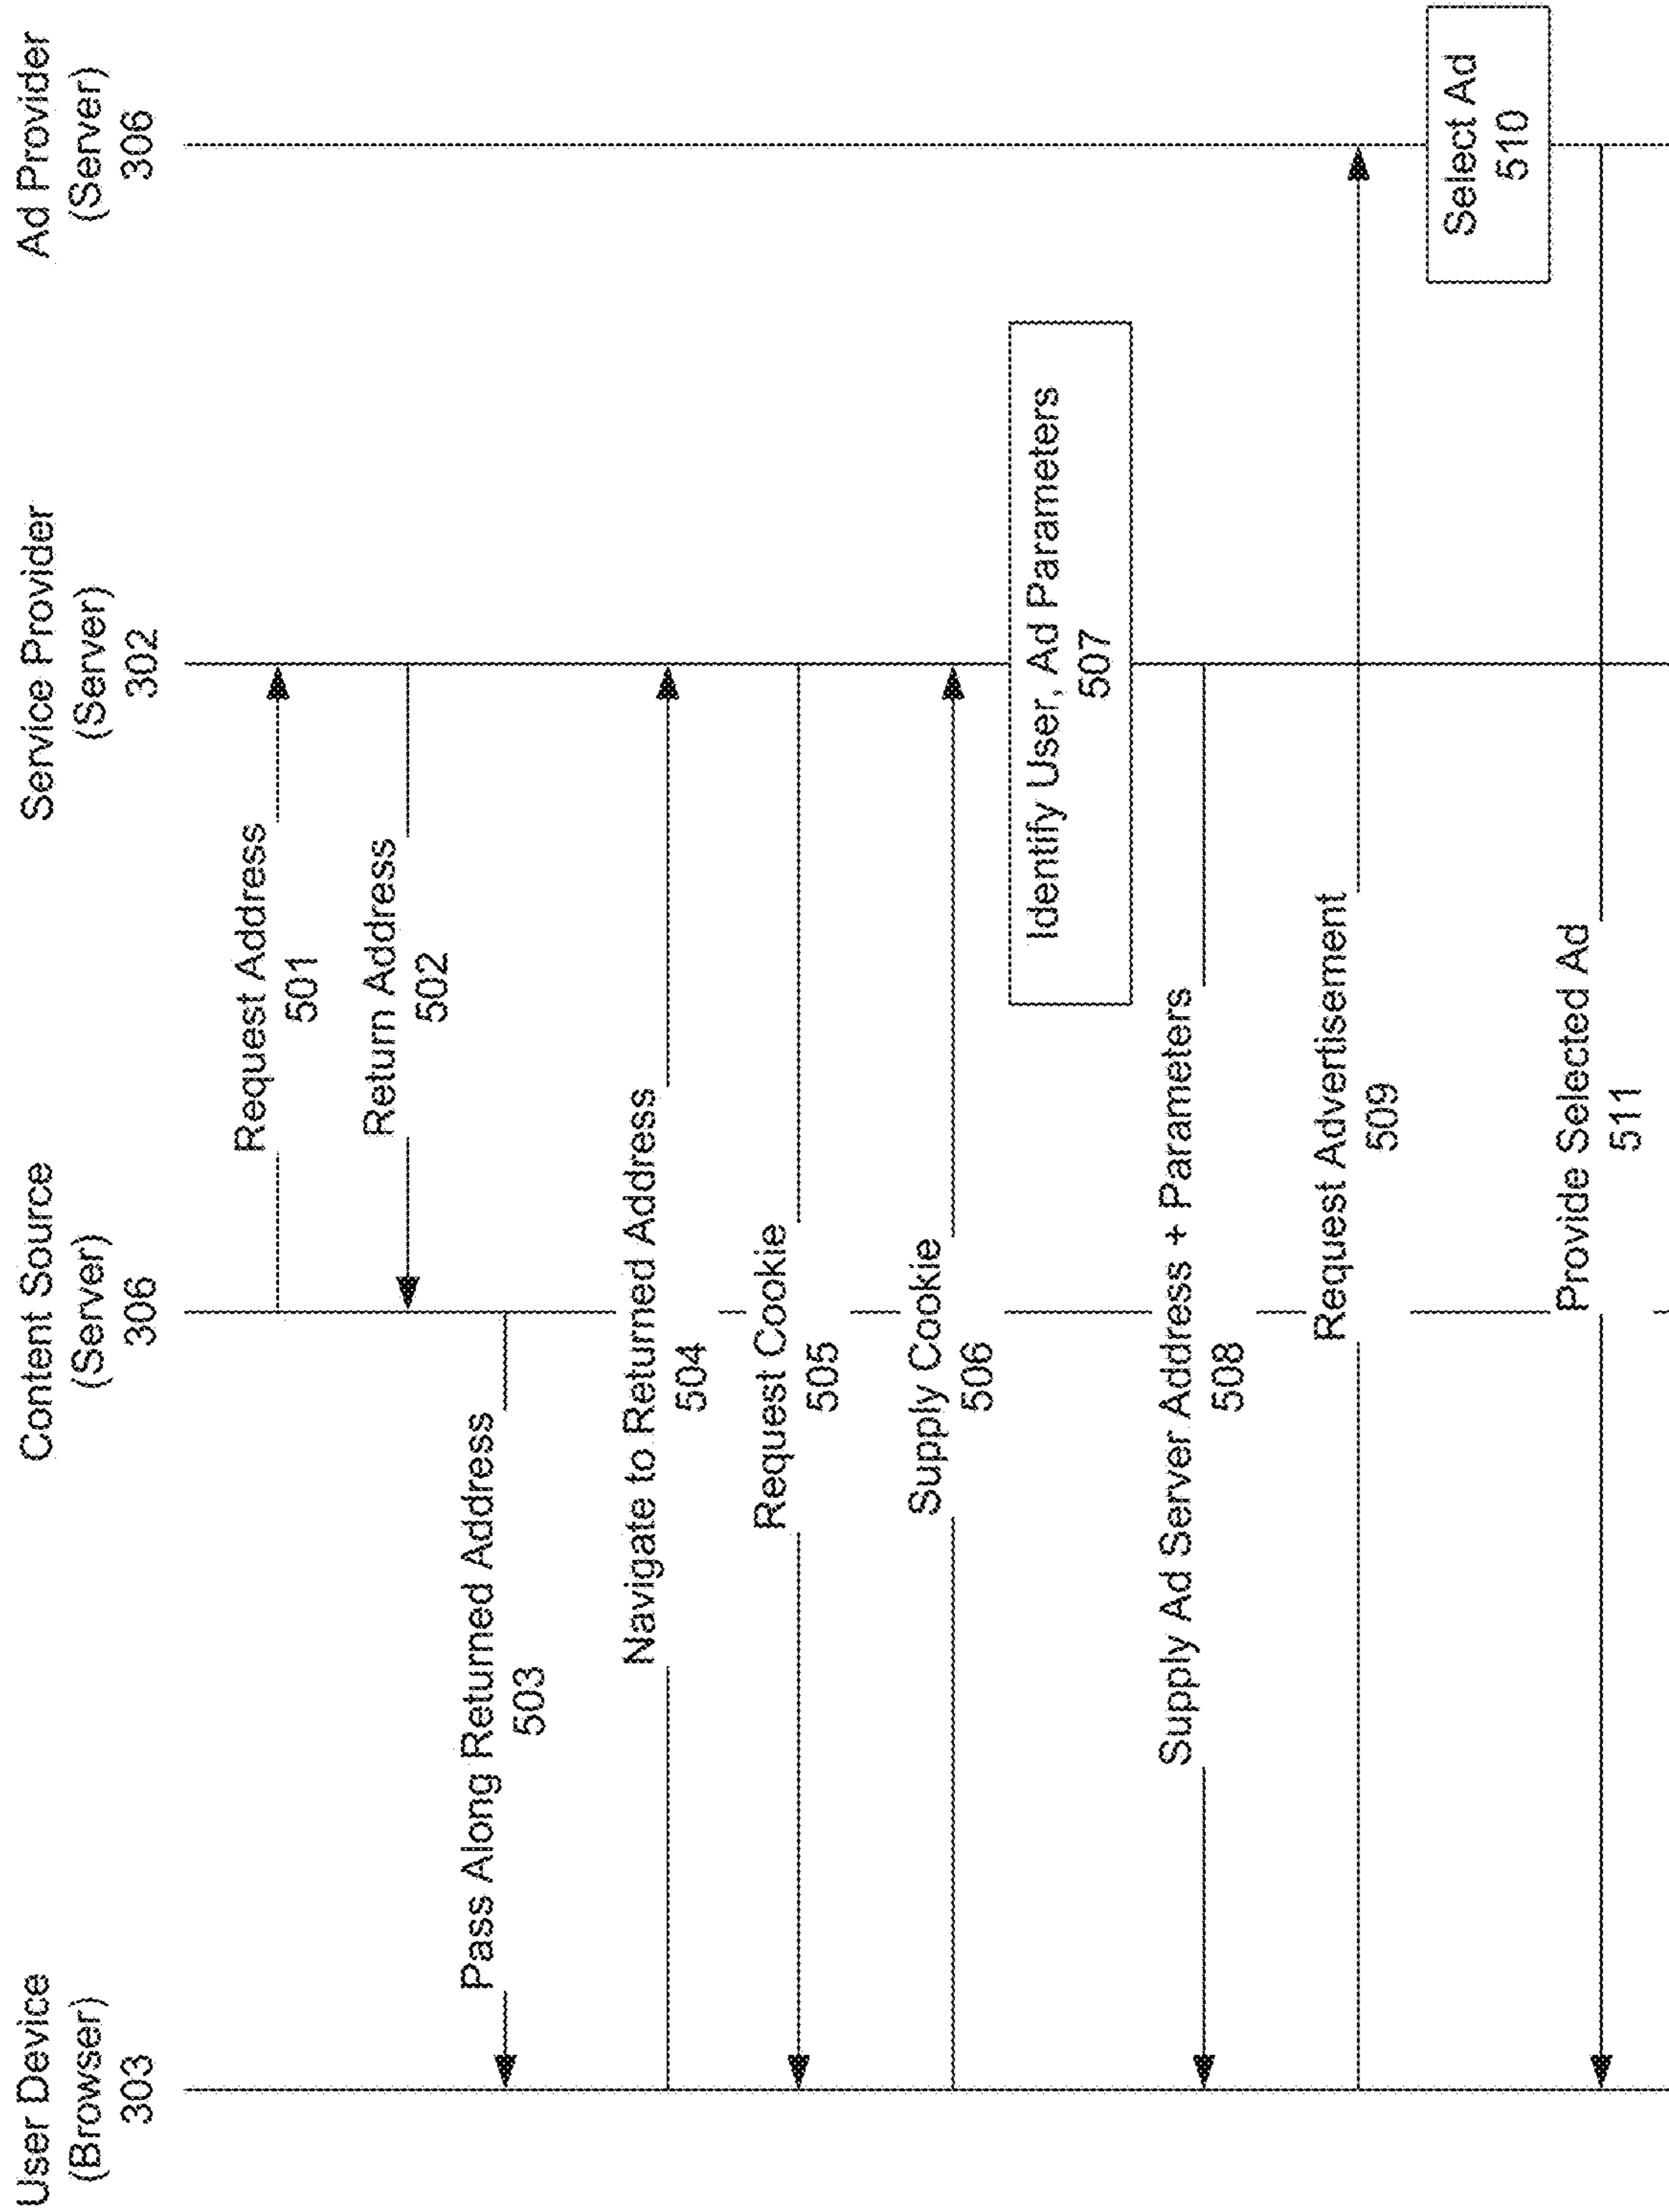 User Device
(Browser)
303
Content Source
(Server)
306
Service Provider
(Server)
302
Ad Provider
(Server)
306
Request Address
501
Return Address
502
Pass Along Returned Address
503
Navigate to Returned Address
504
Request Cookie
505
Supply Cookie
506
Identify User, Ad Parameters
507
Supply Ad Server Address + Parameters
508
Request Advertisement
509
Select Ad
510
Provide Selected Ad
511